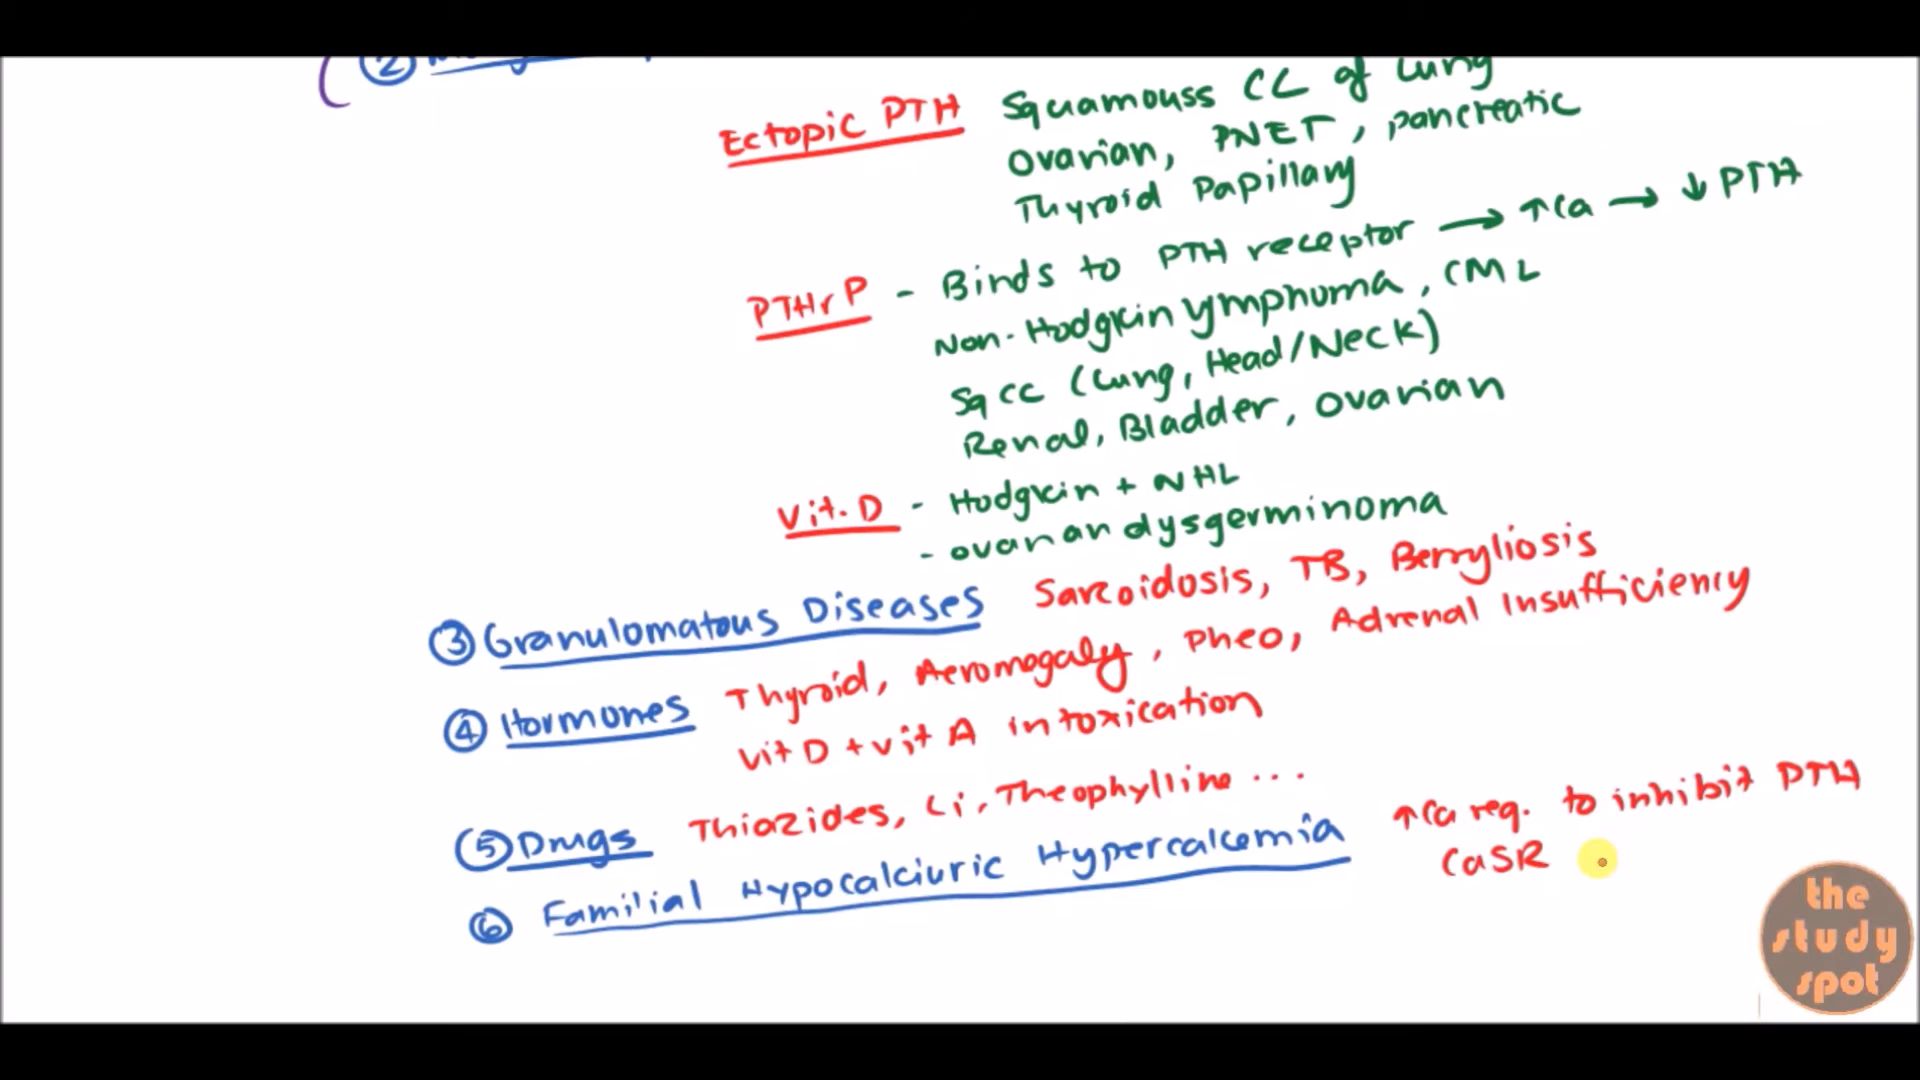 ②
Ectopic PTH Squamouss CC of Lung
Ovarian, PNET, pancreatic
Thyroid Papillary
PTHrP - Binds to PTH receptor → ↑Ca → ↓ PTH
Non-Hodgkin lymphuma, CML
Sq CC (Lung, Head/Neck)
Renal, Bladder, Ovarian
Vit. D - Hodgkin + NHL
- ovarian dysgerminoma
③ Granulomatous Diseases Sarcoidosis, TB, Berryliosis
④ Hormones Thyroid, Acromogaly, Pheo, Adrenal Insufficiency
Vit D + Vit A intoxication
⑤ Drugs Thiazides, Li, Theophylline ...
⑥ Familial Hypocalciuric Hypercalcemia ↑Ca req. to inhibit PTH
CaSR
the
study
spot